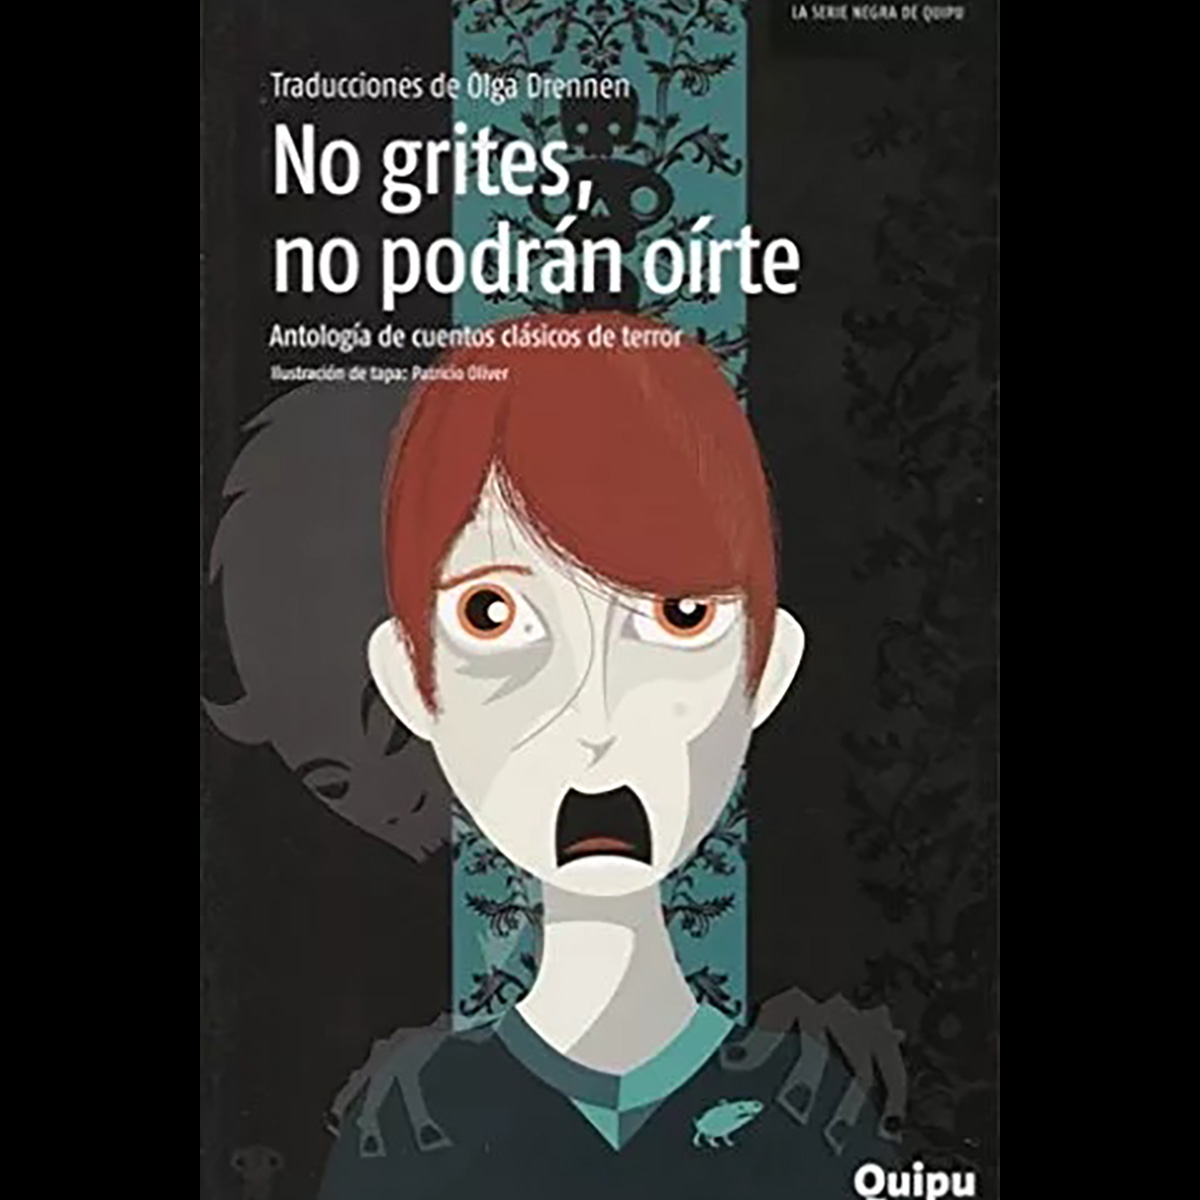 LA SERIE NEGRA DE QUIPU
Traducciones de Olga Drennen
No grites,
no podrán oírte
Antología de cuentos clásicos de terror
Ilustración de tapa: Patricio Oliver
Quipu